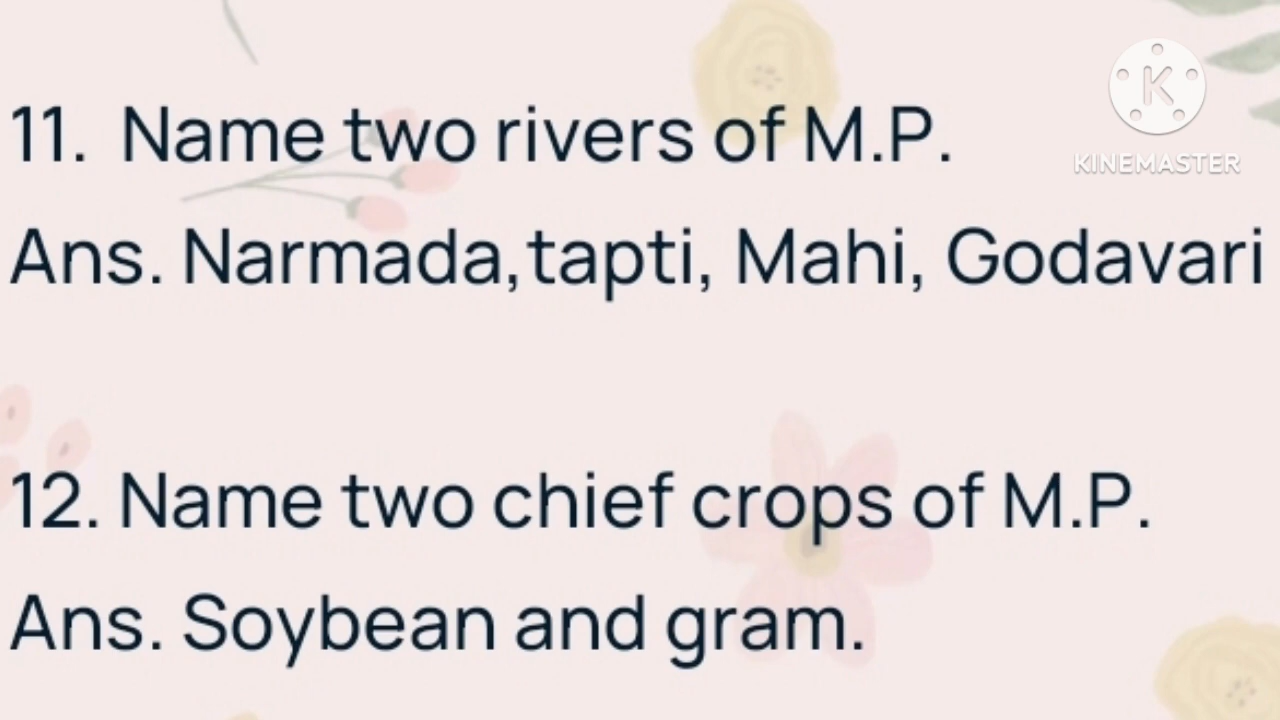 11. Name two rivers of M.P.
KINEMASTER
Ans. Narmada,tapti, Mahi, Godavari
12. Name two chief crops of M.P.
Ans. Soybean and gram.